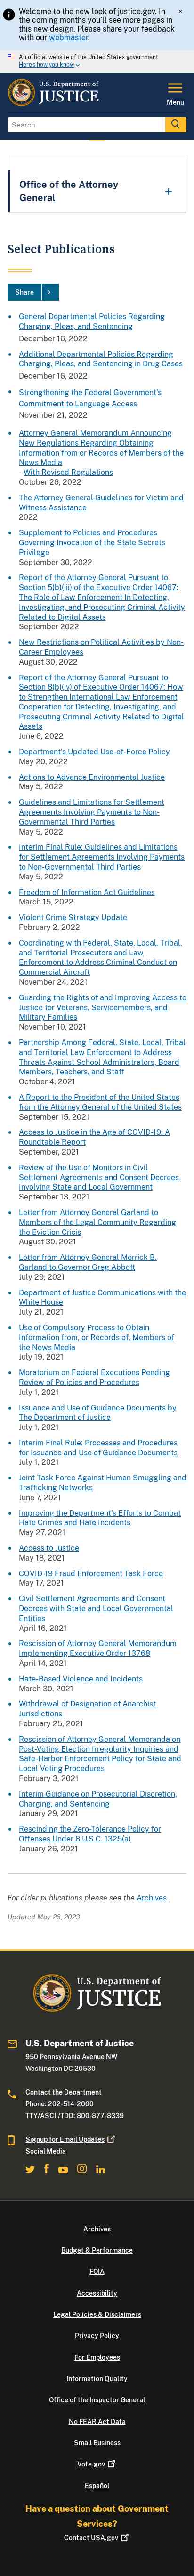 Welcome to the new look of justice.gov. In
the coming months you'll see more pages in
this new design. Please share your feedback
with our webmaster.
An official website of the United States government
Here's how you know
U.S. Department of
JUSTICE
Menu
Search
Office of the Attorney
General
Select Publications
Share
General Departmental Policies Regarding
Charging, Pleas, and Sentencing
December 16, 2022
Additional Departmental Policies Regarding
Charging, Pleas, and Sentencing in Drug Cases
December 16, 2022
Strengthening the Federal Government's
Commitment to Language Access
November 21, 2022
Attorney General Memorandum Announcing
New Regulations Regarding Obtaining
Information from or Records of Members of the
News Media
- With Revised Regulations
October 26, 2022
The Attorney General Guidelines for Victim and
Witness Assistance
2022
Supplement to Policies and Procedures
Governing Invocation of the State Secrets
Privilege
September 30, 2022
Report of the Attorney General Pursuant to
Section 5(b)(iii) of the Executive Order 14067:
The Role of Law Enforcement In Detecting,
Investigating, and Prosecuting Criminal Activity
Related to Digital Assets
September 2022
New Restrictions on Political Activities by Non-
Career Employees
August 30, 2022
Report of the Attorney General Pursuant to
Section 8(b)(iv) of Executive Order 14067: How
to Strengthen International Law Enforcement
Cooperation for Detecting, Investigating, and
Prosecuting Criminal Activity Related to Digital
Assets
June 6, 2022
Department's Updated Use-of-Force Policy
May 20, 2022
Actions to Advance Environmental Justice
May 5, 2022
Guidelines and Limitations for Settlement
Agreements Involving Payments to Non-
Governmental Third Parties
May 5, 2022
Interim Final Rule: Guidelines and Limitations
for Settlement Agreements Involving Payments
to Non-Governmental Third Parties
May 5, 2022
Freedom of Information Act Guidelines
March 15, 2022
Violent Crime Strategy Update
February 2, 2022
Coordinating with Federal, State, Local, Tribal,
and Territorial Prosecutors and Law
Enforcement to Address Criminal Conduct on
Commercial Aircraft
November 24, 2021
Guarding the Rights of and Improving Access to
Justice for Veterans, Servicemembers, and
Military Families
November 10, 2021
Partnership Among Federal, State, Local, Tribal
and Territorial Law Enforcement to Address
Threats Against School Administrators, Board
Members, Teachers, and Staff
October 4, 2021
A Report to the President of the United States
from the Attorney General of the United States
September 15, 2021
Access to Justice in the Age of COVID-19: A
Roundtable Report
September, 2021
Review of the Use of Monitors in Civil
Settlement Agreements and Consent Decrees
Involving State and Local Government
September 13, 2021
Letter from Attorney General Garland to
Members of the Legal Community Regarding
the Eviction Crisis
August 30, 2021
Letter from Attorney General Merrick B.
Garland to Governor Greg Abbott
July 29, 2021
Department of Justice Communications with the
White House
July 21, 2021
Use of Compulsory Process to Obtain
Information from, or Records of, Members of
the News Media
July 19, 2021
Moratorium on Federal Executions Pending
Review of Policies and Procedures
July 1, 2021
Issuance and Use of Guidance Documents by
The Department of Justice
July 1, 2021
Interim Final Rule: Processes and Procedures
for Issuance and Use of Guidance Documents
July 1, 2021
Joint Task Force Against Human Smuggling and
Trafficking Networks
June 7, 2021
Improving the Department's Efforts to Combat
Hate Crimes and Hate Incidents
May 27, 2021
Access to Justice
May 18, 2021
COVID-19 Fraud Enforcement Task Force
May 17, 2021
Civil Settlement Agreements and Consent
Decrees with State and Local Governmental
Entities
April 16, 2021
Rescission of Attorney General Memorandum
Implementing Executive Order 13768
April 14, 2021
Hate-Based Violence and Incidents
March 30, 2021
Withdrawal of Designation of Anarchist
Jurisdictions
February 25, 2021
Rescission of Attorney General Memoranda on
Post-Voting Election Irregularity Inquiries and
Safe-Harbor Enforcement Policy for State and
Local Voting Procedures
February 3, 2021
Interim Guidance on Prosecutorial Discretion,
Charging, and Sentencing
January 29, 2021
Rescinding the Zero-Tolerance Policy for
Offenses Under 8 U.S.C. 1325(a)
January 26, 2021
For older publications please see the Archives.
Updated May 26, 2023
U.S. Department of
JUSTICE
U.S. Department of Justice
950 Pennsylvania Avenue NW
Washington DC 20530
Contact the Department
Phone: 202-514-2000
TTY/ASCII/TDD: 800-877-8339
Signup for Email Updates
Social Media
Archives
Budget & Performance
FOIA
Accessibility
Legal Policies & Disclaimers
Privacy Policy
For Employees
Information Quality
Office of the Inspector General
No FEAR Act Data
Small Business
Vote.gov
Español
Have a question about Government
Services?
Contact USA.gov